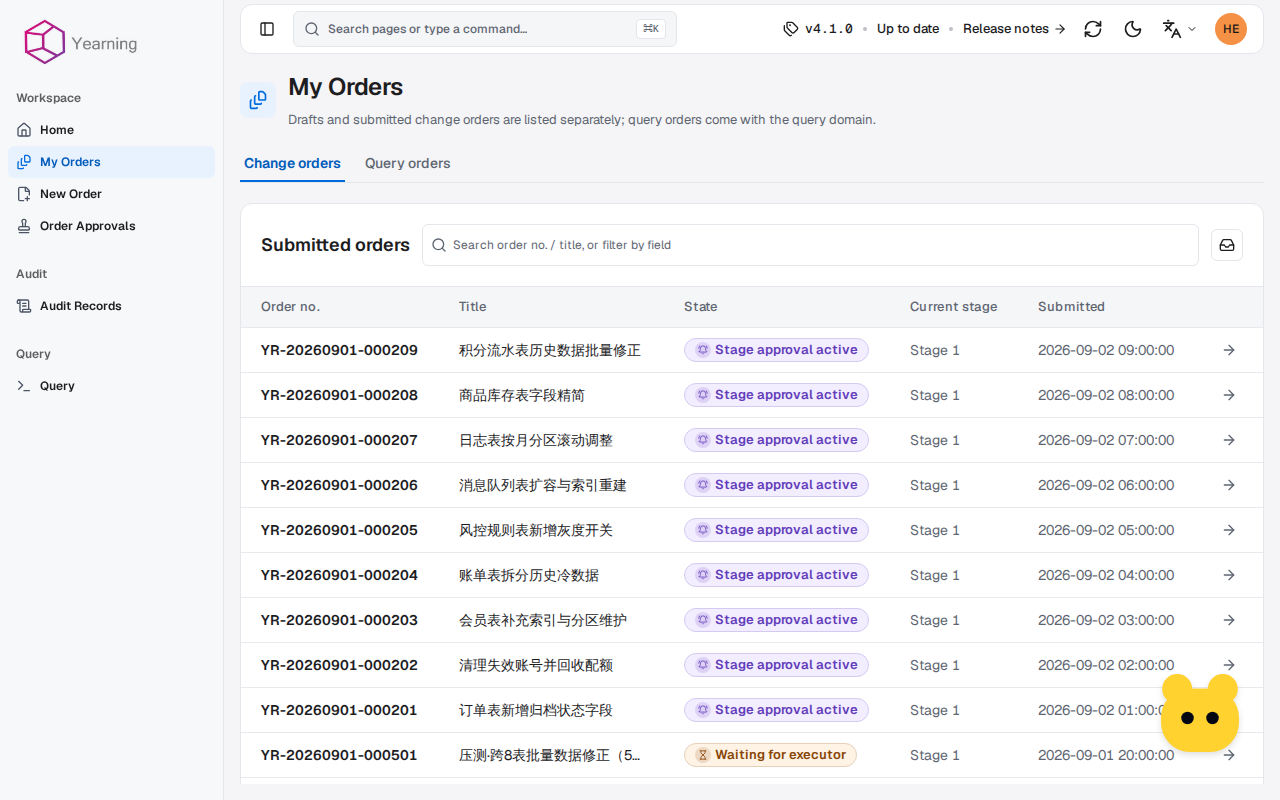 Yearning
Search pages or type a command...
⌘K
v4.1.0
Up to date
Release notes
HE
Workspace
Home
My Orders
New Order
Order Approvals
Audit
Audit Records
Query
Query
My Orders
Drafts and submitted change orders are listed separately; query orders come with the query domain.
Change orders
Query orders
Submitted orders
Search order no. / title, or filter by field
Order no. Title State Current stage Submitted
YR-20260901-000209 积分流水表历史数据批量修正 Stage approval active Stage 1 2026-09-02 09:00:00
YR-20260901-000208 商品库存表字段精简 Stage approval active Stage 1 2026-09-02 08:00:00
YR-20260901-000207 日志表按月分区滚动调整 Stage approval active Stage 1 2026-09-02 07:00:00
YR-20260901-000206 消息队列表扩容与索引重建 Stage approval active Stage 1 2026-09-02 06:00:00
YR-20260901-000205 风控规则表新增灰度开关 Stage approval active Stage 1 2026-09-02 05:00:00
YR-20260901-000204 账单表拆分历史冷数据 Stage approval active Stage 1 2026-09-02 04:00:00
YR-20260901-000203 会员表补充索引与分区维护 Stage approval active Stage 1 2026-09-02 03:00:00
YR-20260901-000202 清理失效账号并回收配额 Stage approval active Stage 1 2026-09-02 02:00:00
YR-20260901-000201 订单表新增归档状态字段 Stage approval active Stage 1 2026-09-02 01:00:
YR-20260901-000501 压测-跨8表批量数据修正（5... Waiting for executor Stage 1 2026-09-01 20:00:00